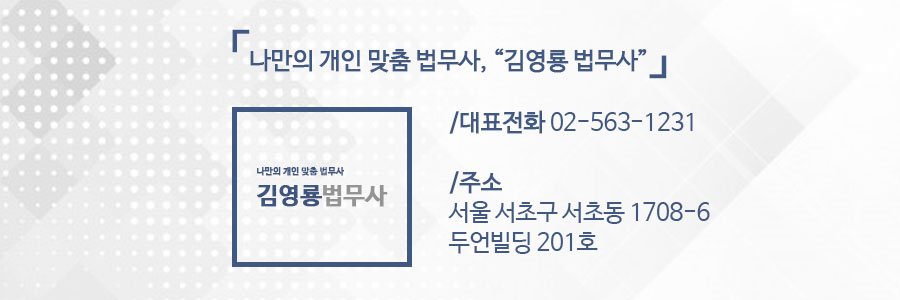 「나만의 개인 맞춤 법무사, “김영룡 법무사”」
나만의 개인 맞춤 법무사
김영룡법무사
/대표전화 02-563-1231
/주소
서울 서초구 서초동 1708-6
두언빌딩 201호